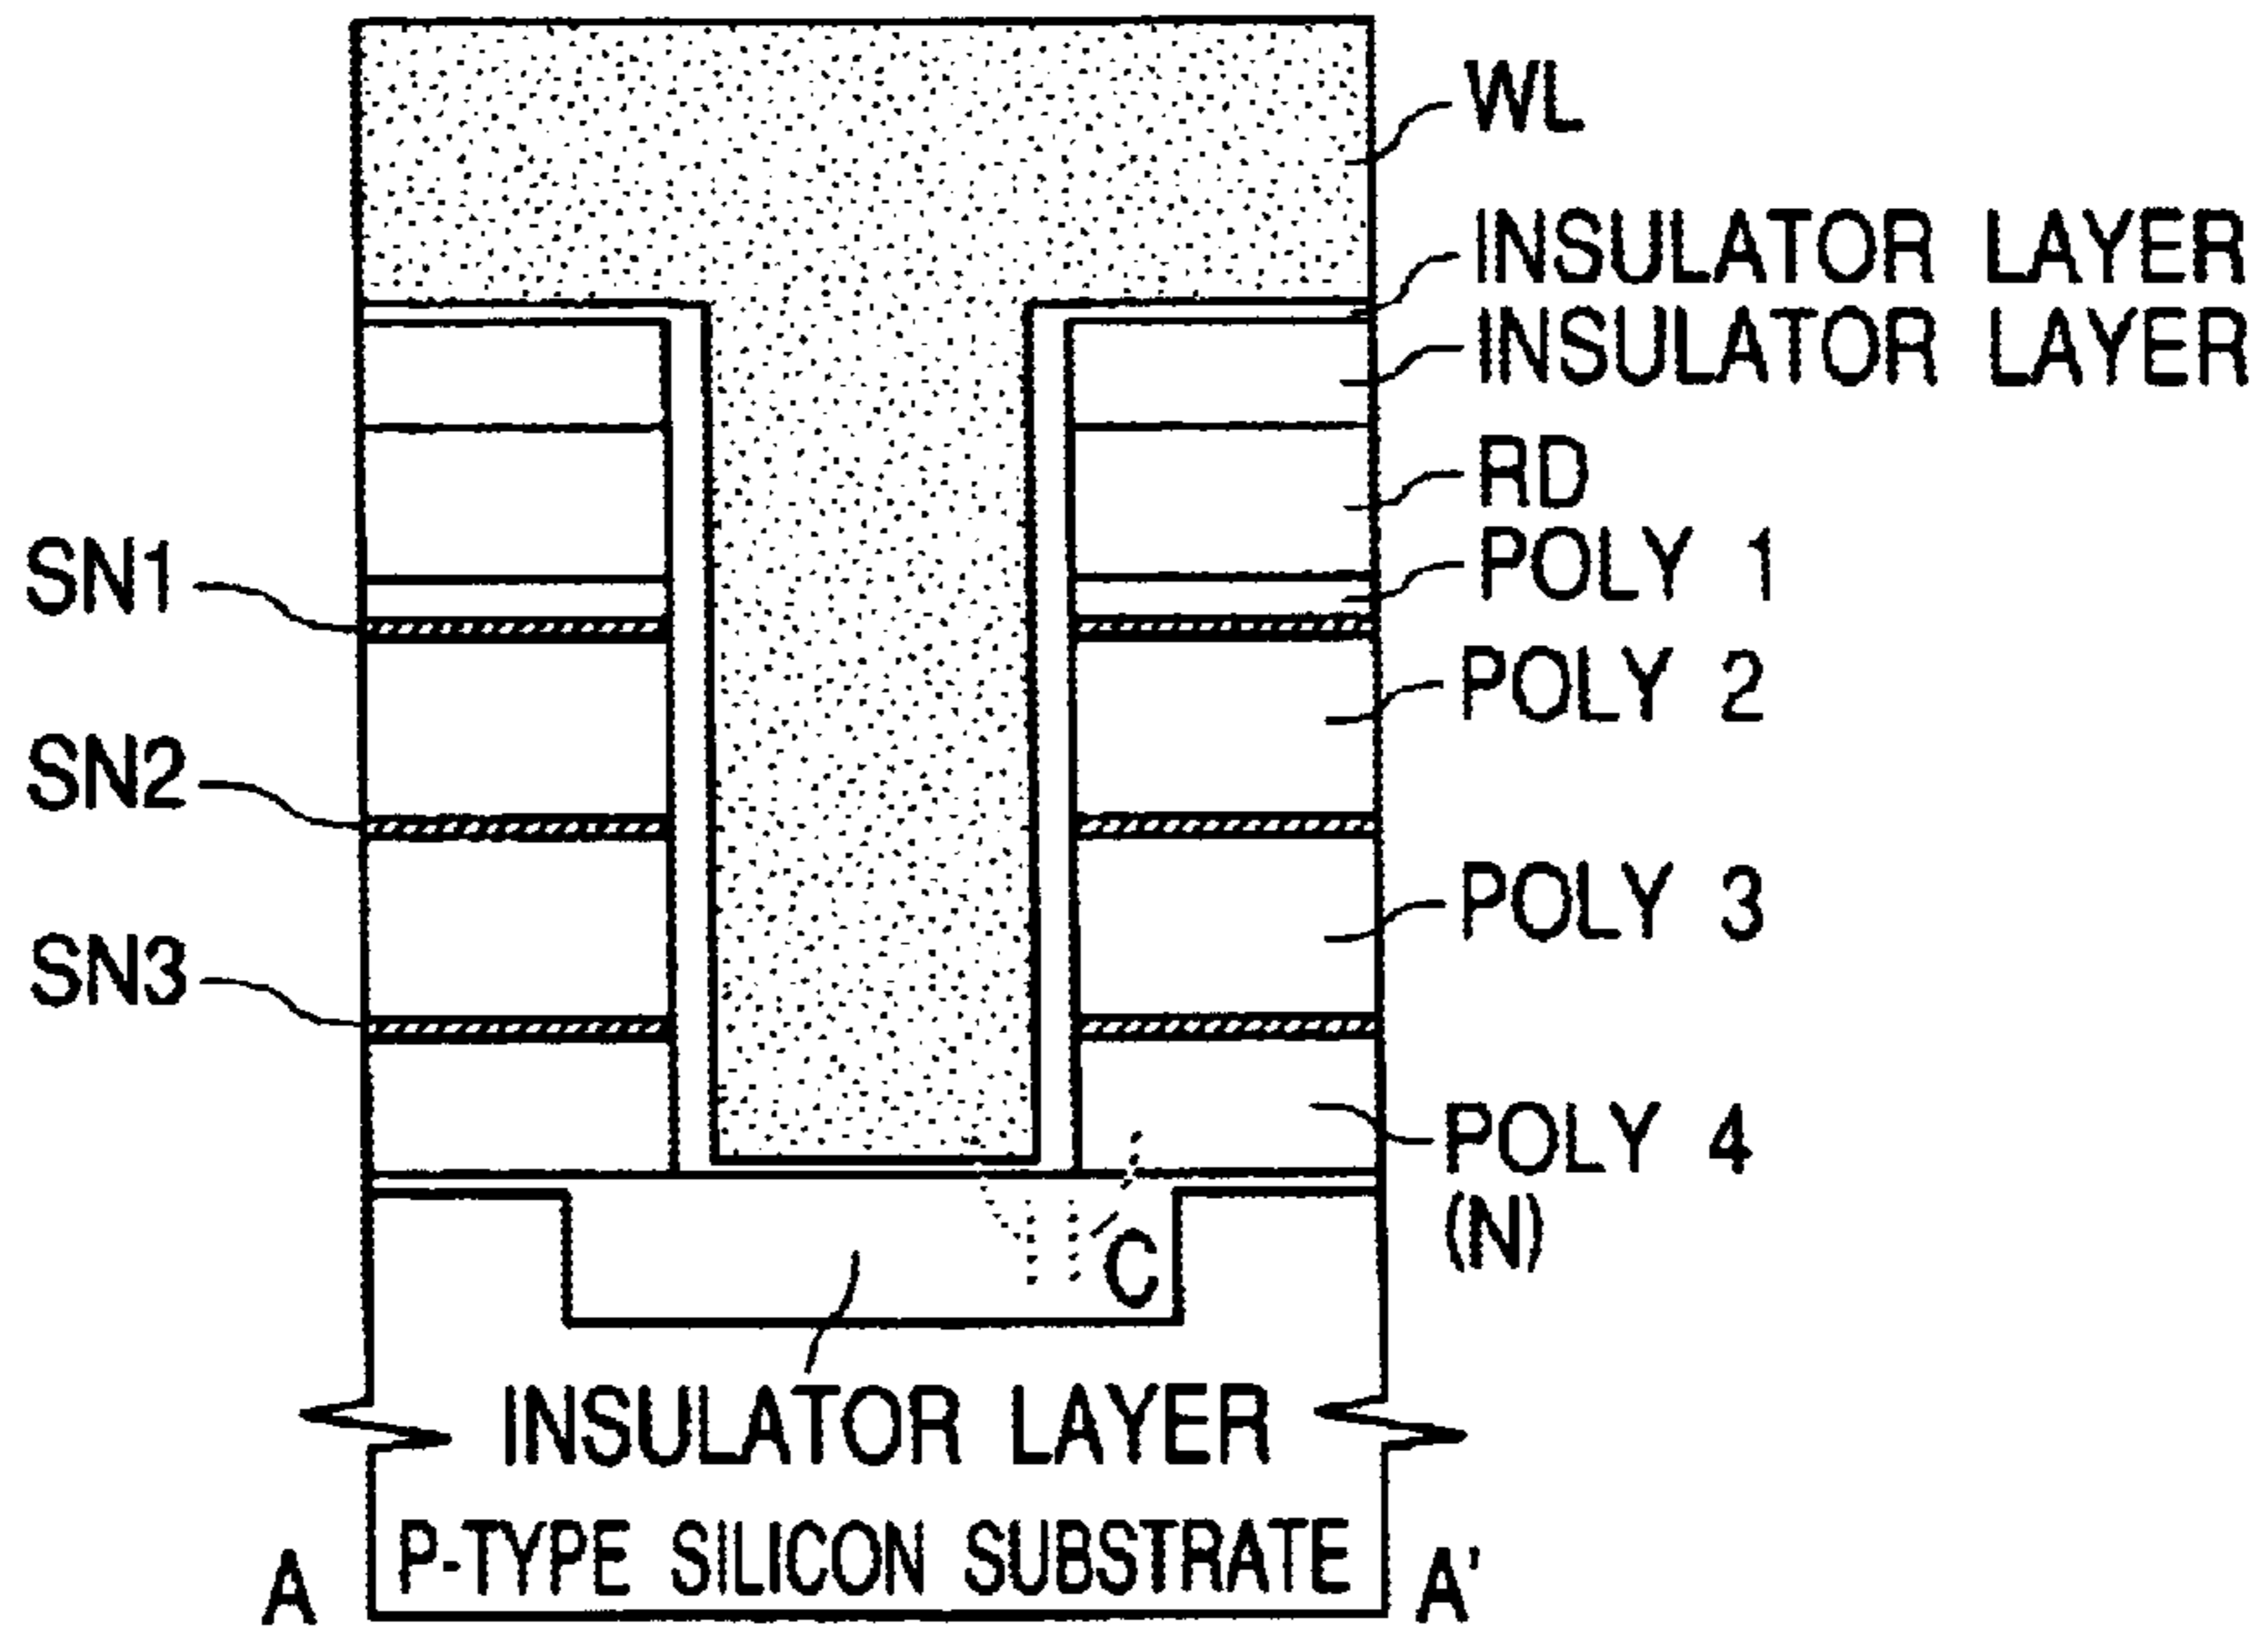 WL
INSULATOR LAYER
INSULATOR LAYER
RD
POLY 1
SN1
POLY 2
SN2
POLY 3
SN3
POLY 4
(N)
C
INSULATOR LAYER
P-TYPE SILICON SUBSTRATE
A
A'